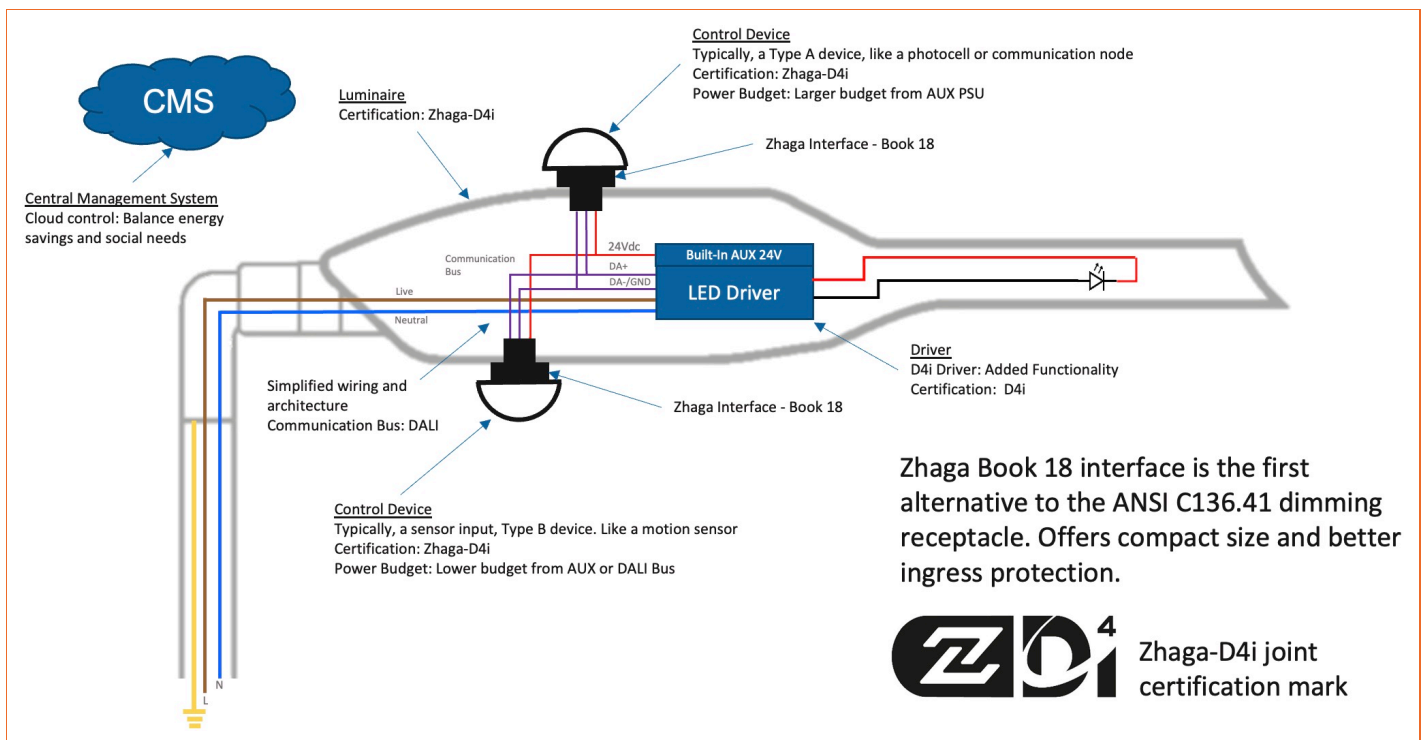 CMS
Central Management System
Cloud control: Balance energy
savings and social needs
Luminaire
Certification: Zhaga-D4i
Control Device
Typically, a Type A device, like a photocell or communication node
Certification: Zhaga-D4i
Power Budget: Larger budget from AUX PSU
Zhaga Interface - Book 18
Communication
Bus
24Vdc
DA+
DA-/GND
Live
Neutral
Built-In AUX 24V
LED Driver
Driver
D4i Driver: Added Functionality
Certification:  D4i
Simplified wiring and
architecture
Communication Bus: DALI
Zhaga Interface - Book 18
Control Device
Typically, a sensor input, Type B device. Like a motion sensor
Certification: Zhaga-D4i
Power Budget: Lower budget from AUX or DALI Bus
N
L
Zhaga Book 18 interface is the first
alternative to the ANSI C136.41 dimming
receptacle. Offers compact size and better
ingress protection.
Z D4i
Zhaga-D4i joint
certification mark